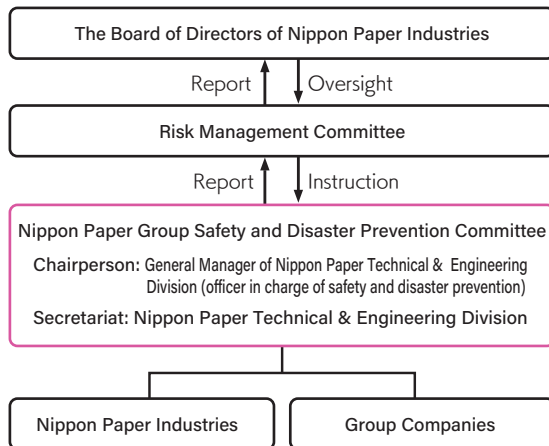 The Board of Directors of Nippon Paper Industries
Report
Oversight
Risk Management Committee
Report
Instruction
Nippon Paper Group Safety and Disaster Prevention Committee
Chairperson: General Manager of Nippon Paper Technical & Engineering
Division (officer in charge of safety and disaster prevention)
Secretariat: Nippon Paper Technical & Engineering Division
Nippon Paper Industries
Group Companies